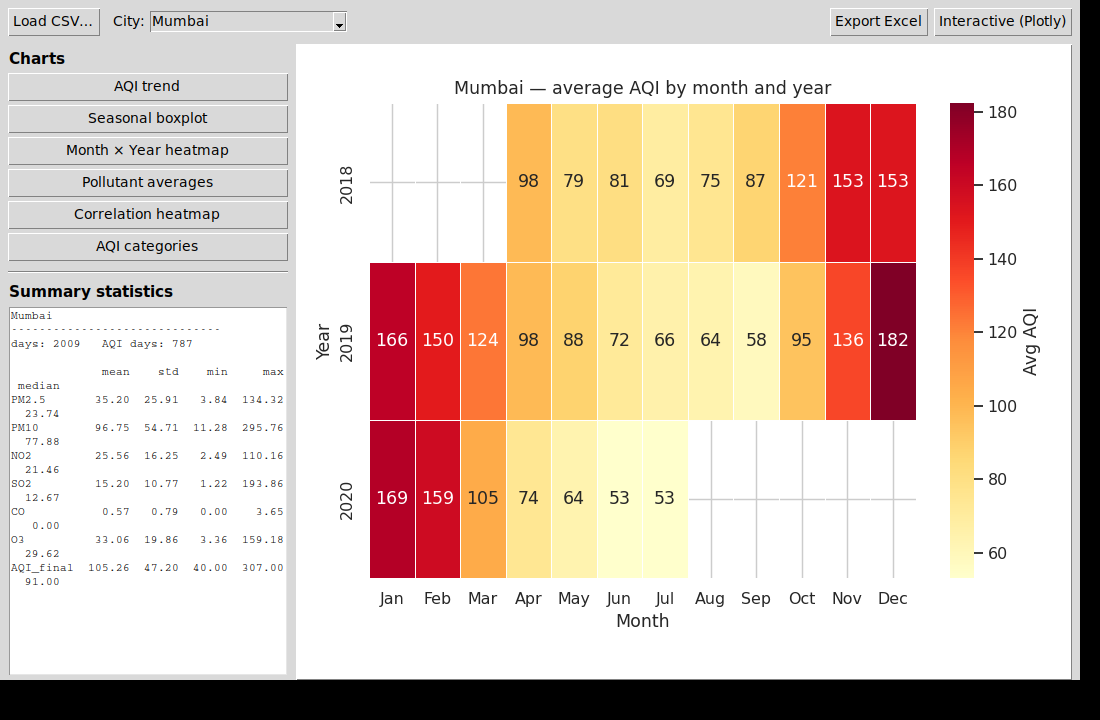 Load CSV... City: Mumbai Export Excel Interactive (Plotly)
Charts
AQI trend
Seasonal boxplot
Month × Year heatmap
Pollutant averages
Correlation heatmap
AQI categories
Summary statistics
Mumbai
------------------------------
days: 2009 AQI days: 787
mean std min max
median
PM2.5 35.20 25.91 3.84 134.32
23.74
PM10 96.75 54.71 11.28 295.76
77.88
NO2 25.56 16.25 2.49 110.16
21.46
SO2 15.20 10.77 1.22 193.86
12.67
CO 0.57 0.79 0.00 3.65
0.00
O3 33.06 19.86 3.36 159.18
29.62
AQI_final 105.26 47.20 40.00 307.00
91.00
Mumbai — average AQI by month and year
Year
2018
98 79 81 69 75 87 121 153 153
2019
166 150 124 98 88 72 66 64 58 95 136 182
2020
169 159 105 74 64 53 53
Jan Feb Mar Apr May Jun Jul Aug Sep Oct Nov Dec
Month
180
160
140
120
100
80
60
Avg AQI